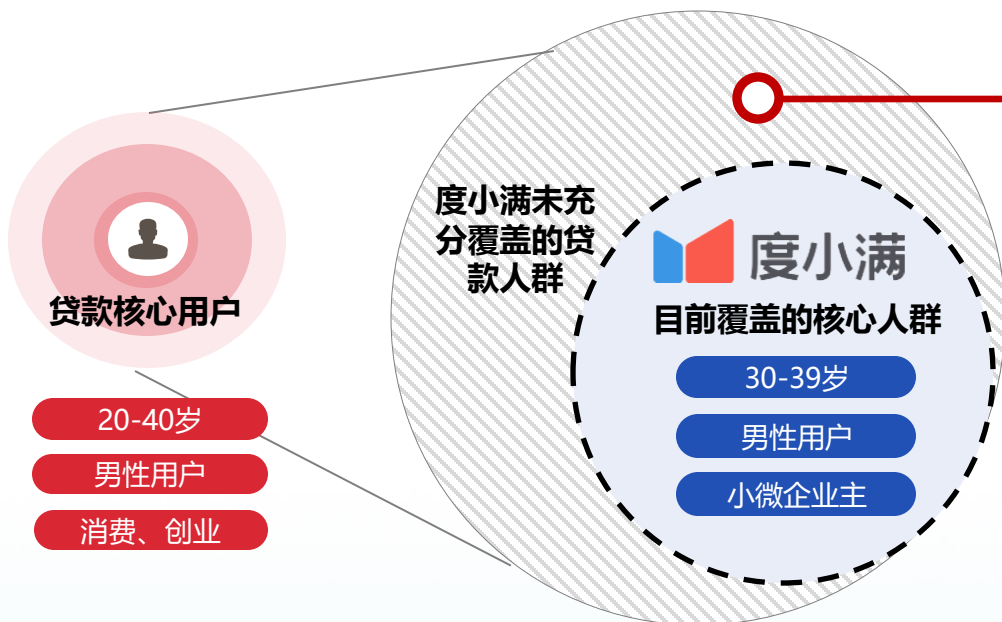 贷款核心用户
20-40岁
男性用户
消费、创业
度小满未充
分覆盖的贷
款人群
度小满
目前覆盖的核心人群
30-39岁
男性用户
小微企业主